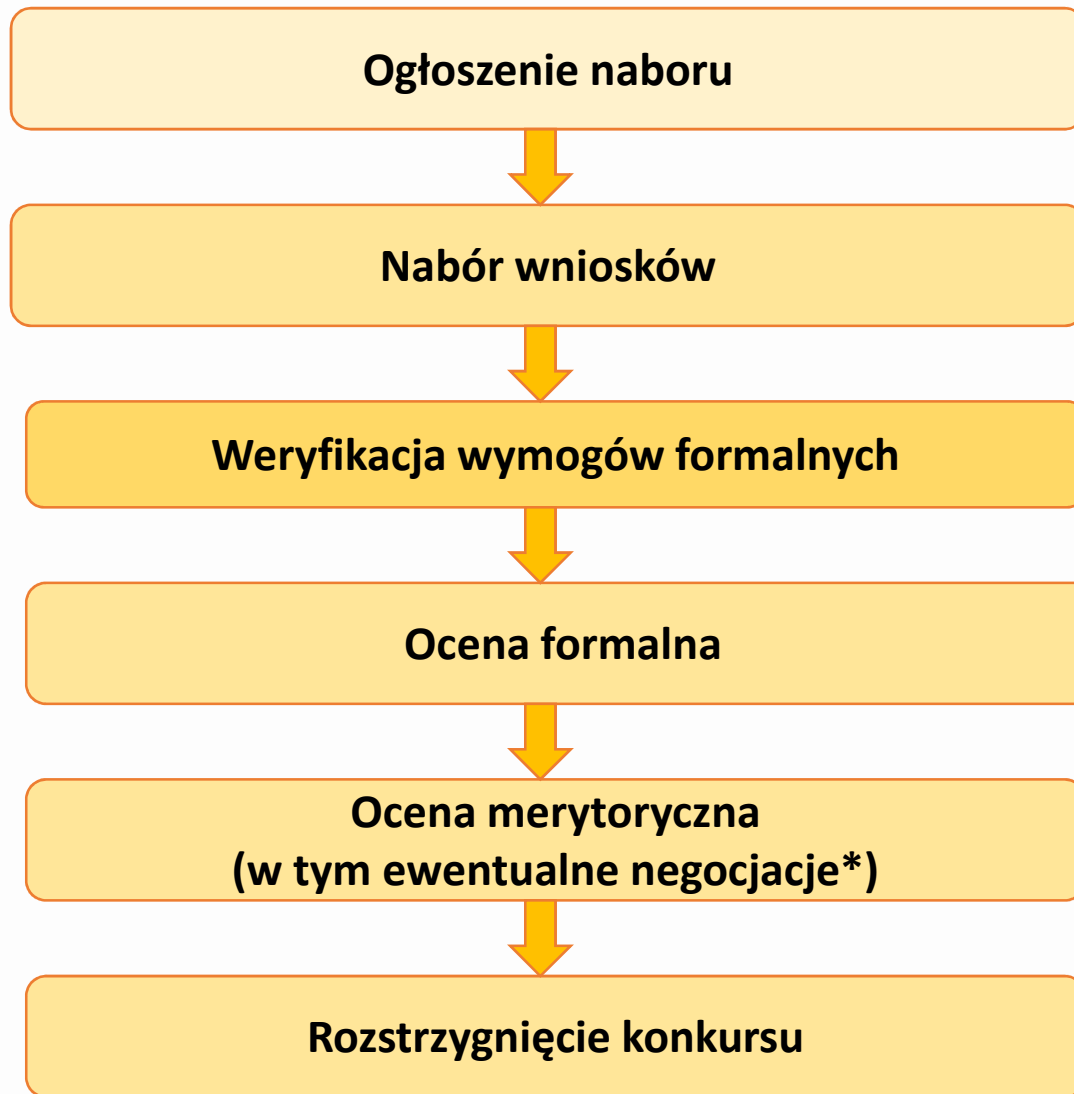 Ogłoszenie naboru
Nabór wniosków
Weryfikacja wymogów formalnych
Ocena formalna
Ocena merytoryczna
(w tym ewentualne negocjacje*)
Rozstrzygnięcie konkursu